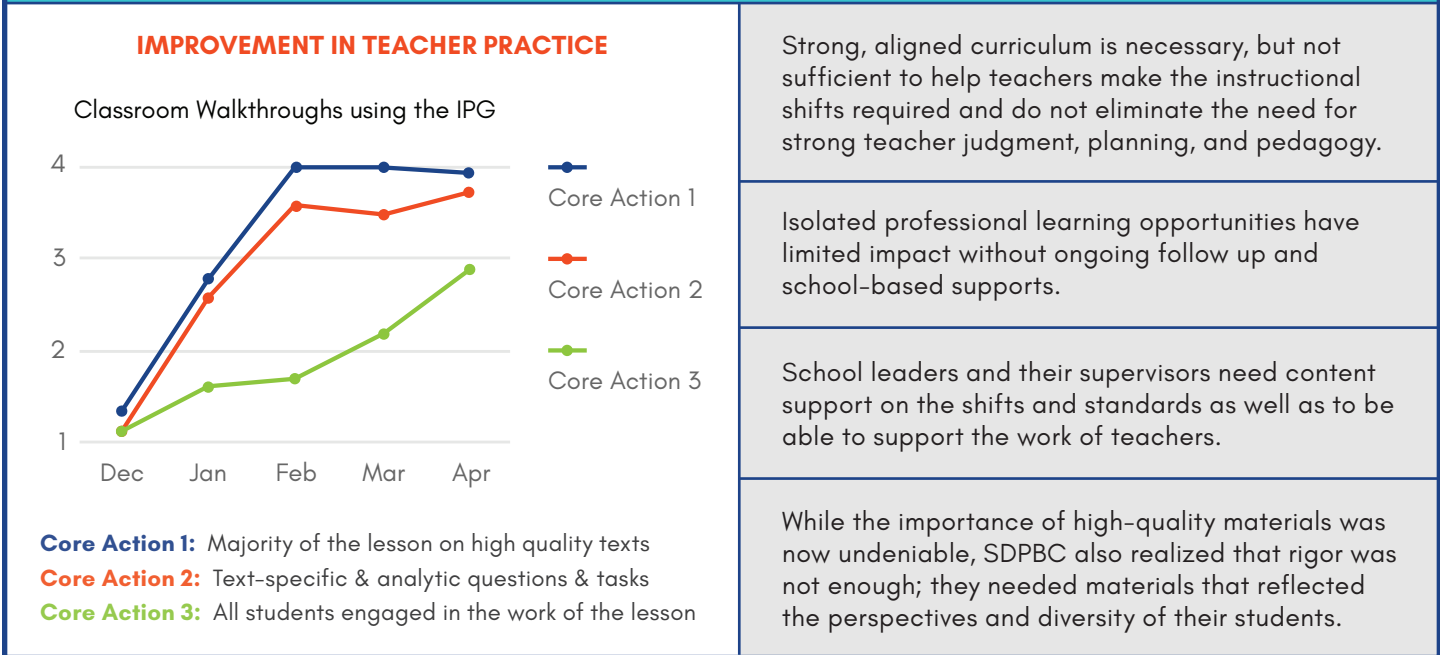 IMPROVEMENT IN TEACHER PRACTICE
Classroom Walkthroughs using the IPG
4
3
2
1
Dec Jan Feb Mar Apr
Core Action 1
Core Action 2
Core Action 3
Core Action 1: Majority of the lesson on high quality texts
Core Action 2: Text-specific & analytic questions & tasks
Core Action 3: All students engaged in the work of the lesson
Strong, aligned curriculum is necessary, but not
sufficient to help teachers make the instructional
shifts required and do not eliminate the need for
strong teacher judgment, planning, and pedagogy.
Isolated professional learning opportunities have
limited impact without ongoing follow up and
school-based supports.
School leaders and their supervisors need content
support on the shifts and standards as well as to be
able to support the work of teachers.
While the importance of high-quality materials was
now undeniable, SDPBC also realized that rigor was
not enough; they needed materials that reflected
the perspectives and diversity of their students.